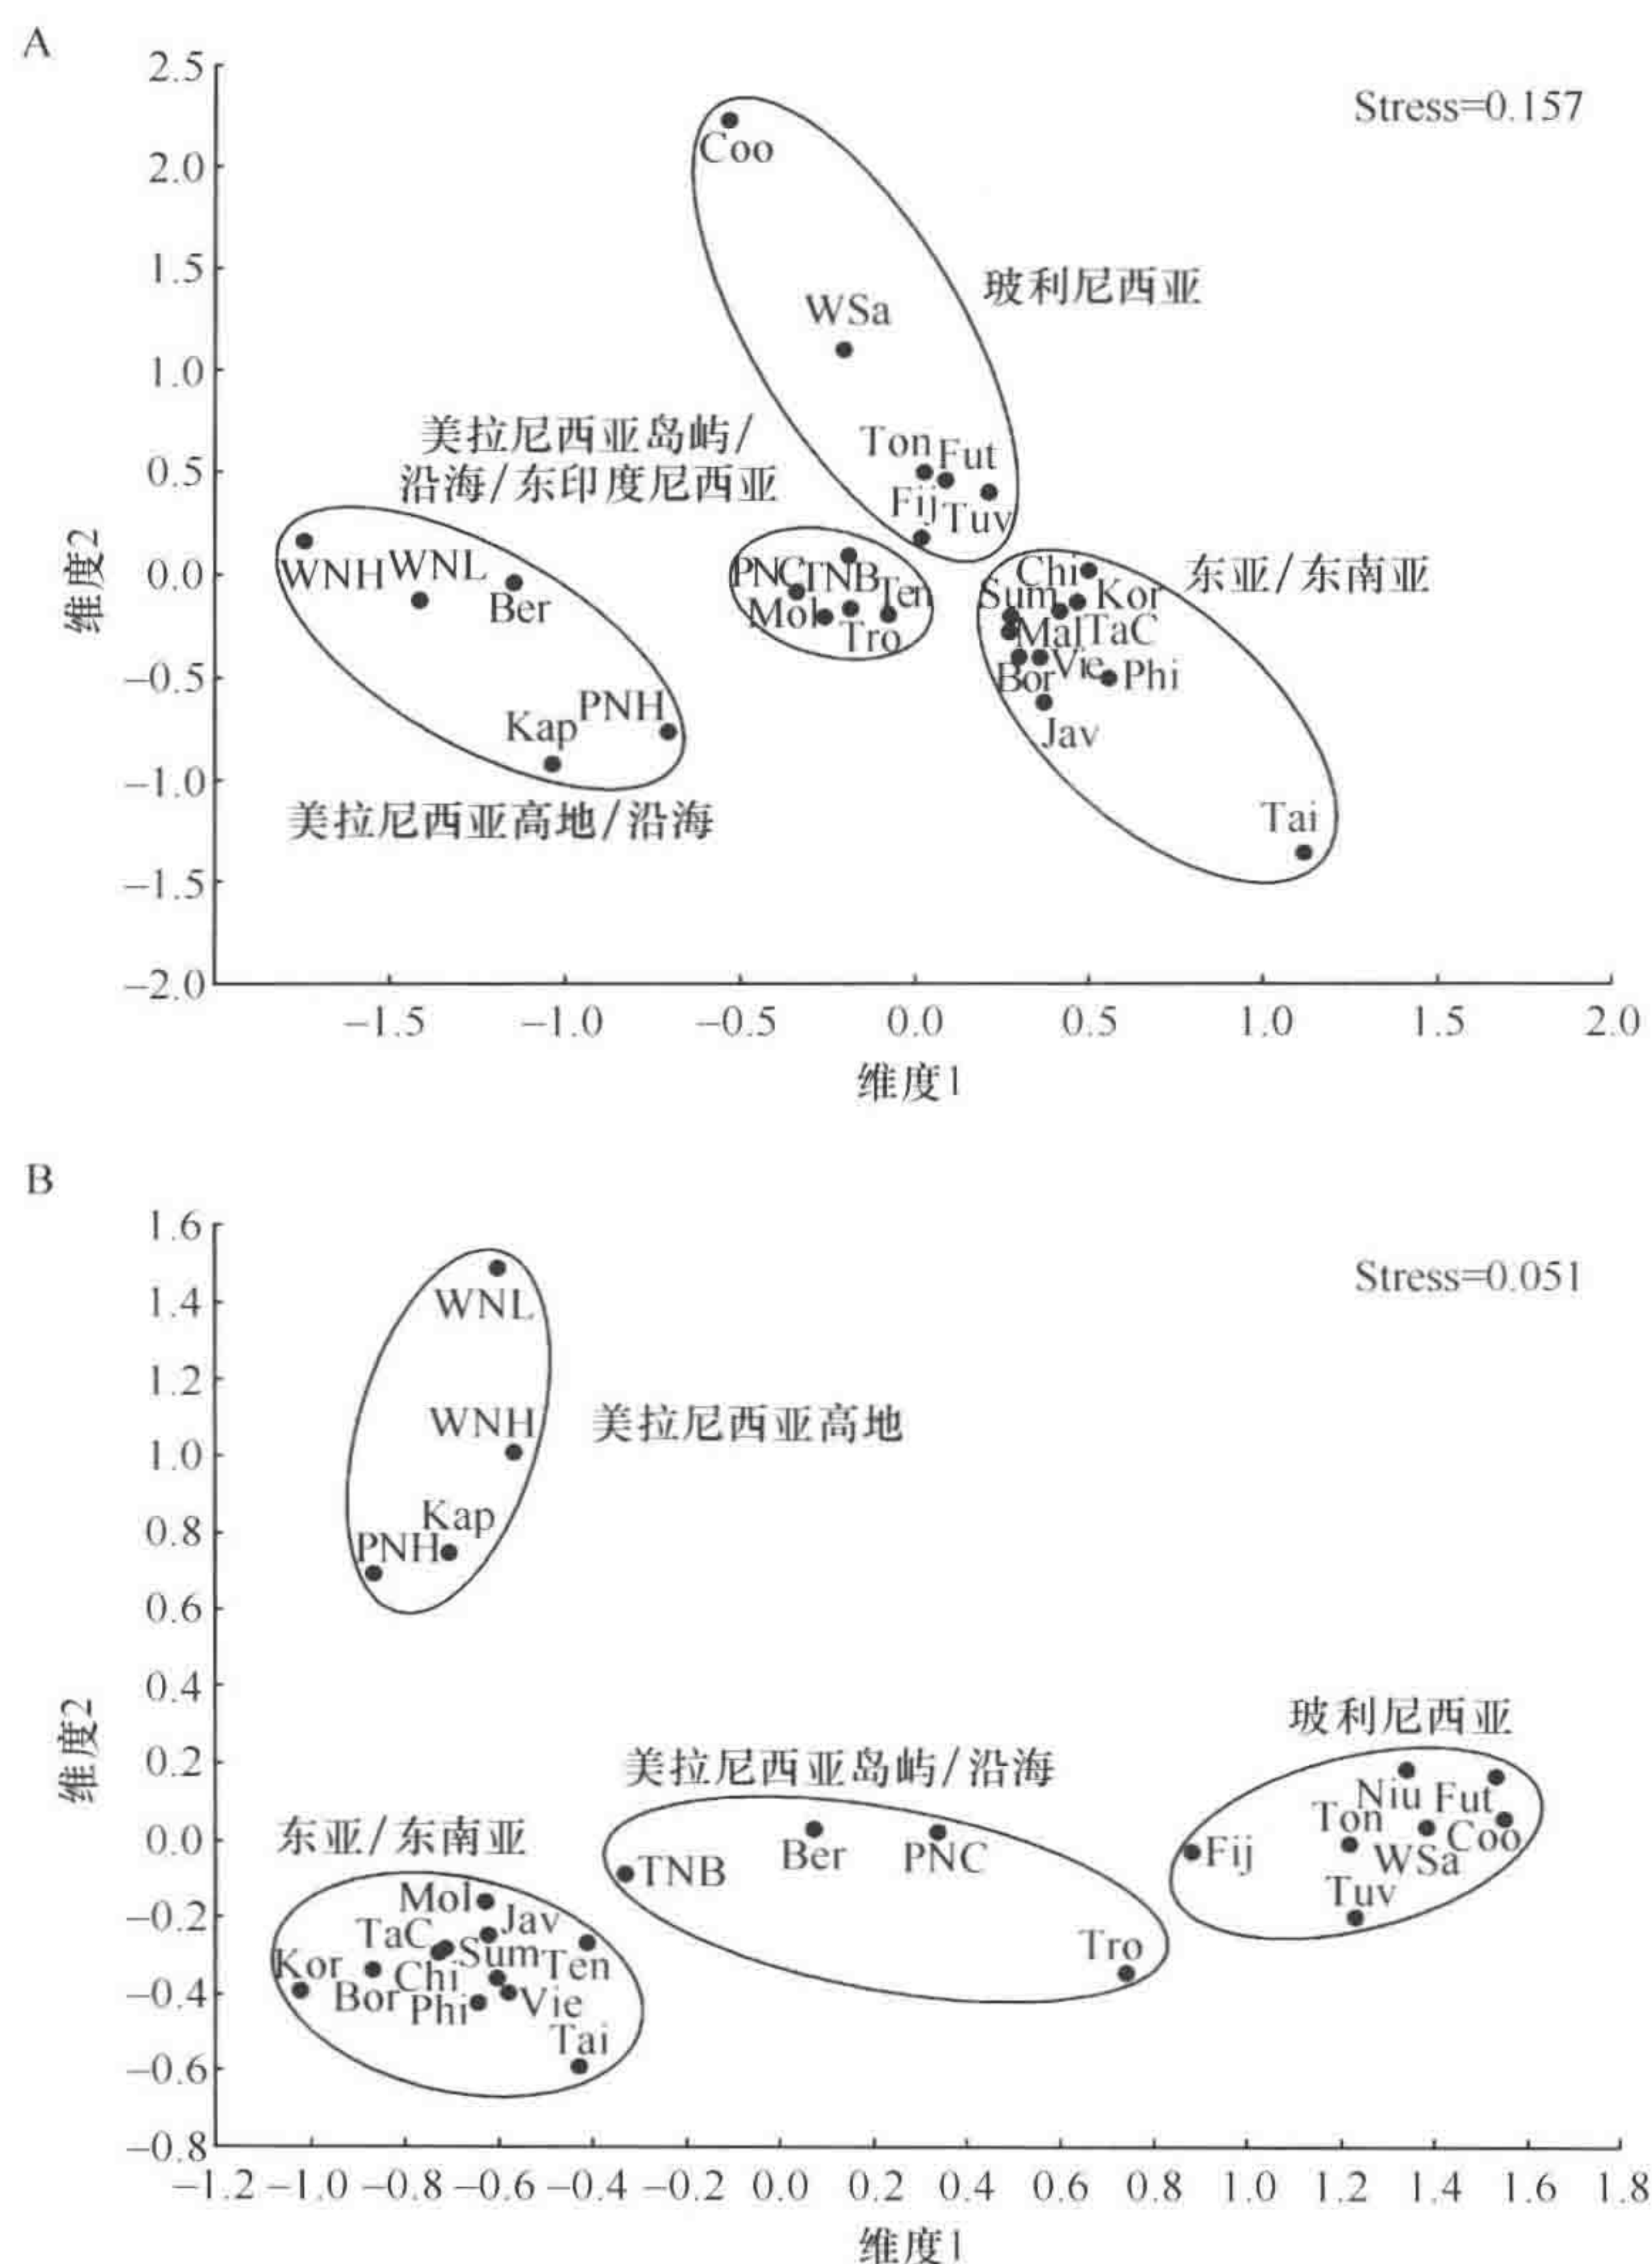 A
2.5
Stress=0.157
Coo
2.0
1.5
玻利尼西亚
WSa
1.0
美拉尼西亚岛屿/
沿海/东印度尼西亚
Ton Fut
0.5
Fij Tuv
维度2
0.0
WNH WNL
Ber
PNC TNB Ten
Mol Tro
东亚/东南亚
Chi
Sum Kor
Mal TaC
Bor Vie Phi
Jav
−0.5
PNH
Kap
−1.0
美拉尼西亚高地/沿海
Tai
−1.5
−2.0
−1.5 −1.0 −0.5 0.0 0.5 1.0 1.5 2.0
维度1
B
1.6
Stress=0.051
1.4
WNL
1.2
WNH
美拉尼西亚高地
1.0
Kap
0.8
PNH
0.6
0.4
玻利尼西亚
维度2
0.2
美拉尼西亚岛屿/沿海
Niu Fut
Ton Coo
WSa
Fij
Tuv
东亚/东南亚
0.0
Ber PNC
TNB
−0.2
Mol
TaC Jav
Kor Chi Sum Ten
Bor Phi Vie
Tro
−0.4
Tai
−0.6
−0.8
−1.2 −1.0 −0.8 −0.6 −0.4 −0.2 0.0 0.2 0.4 0.6 0.8 1.0 1.2 1.4 1.6 1.8
维度1